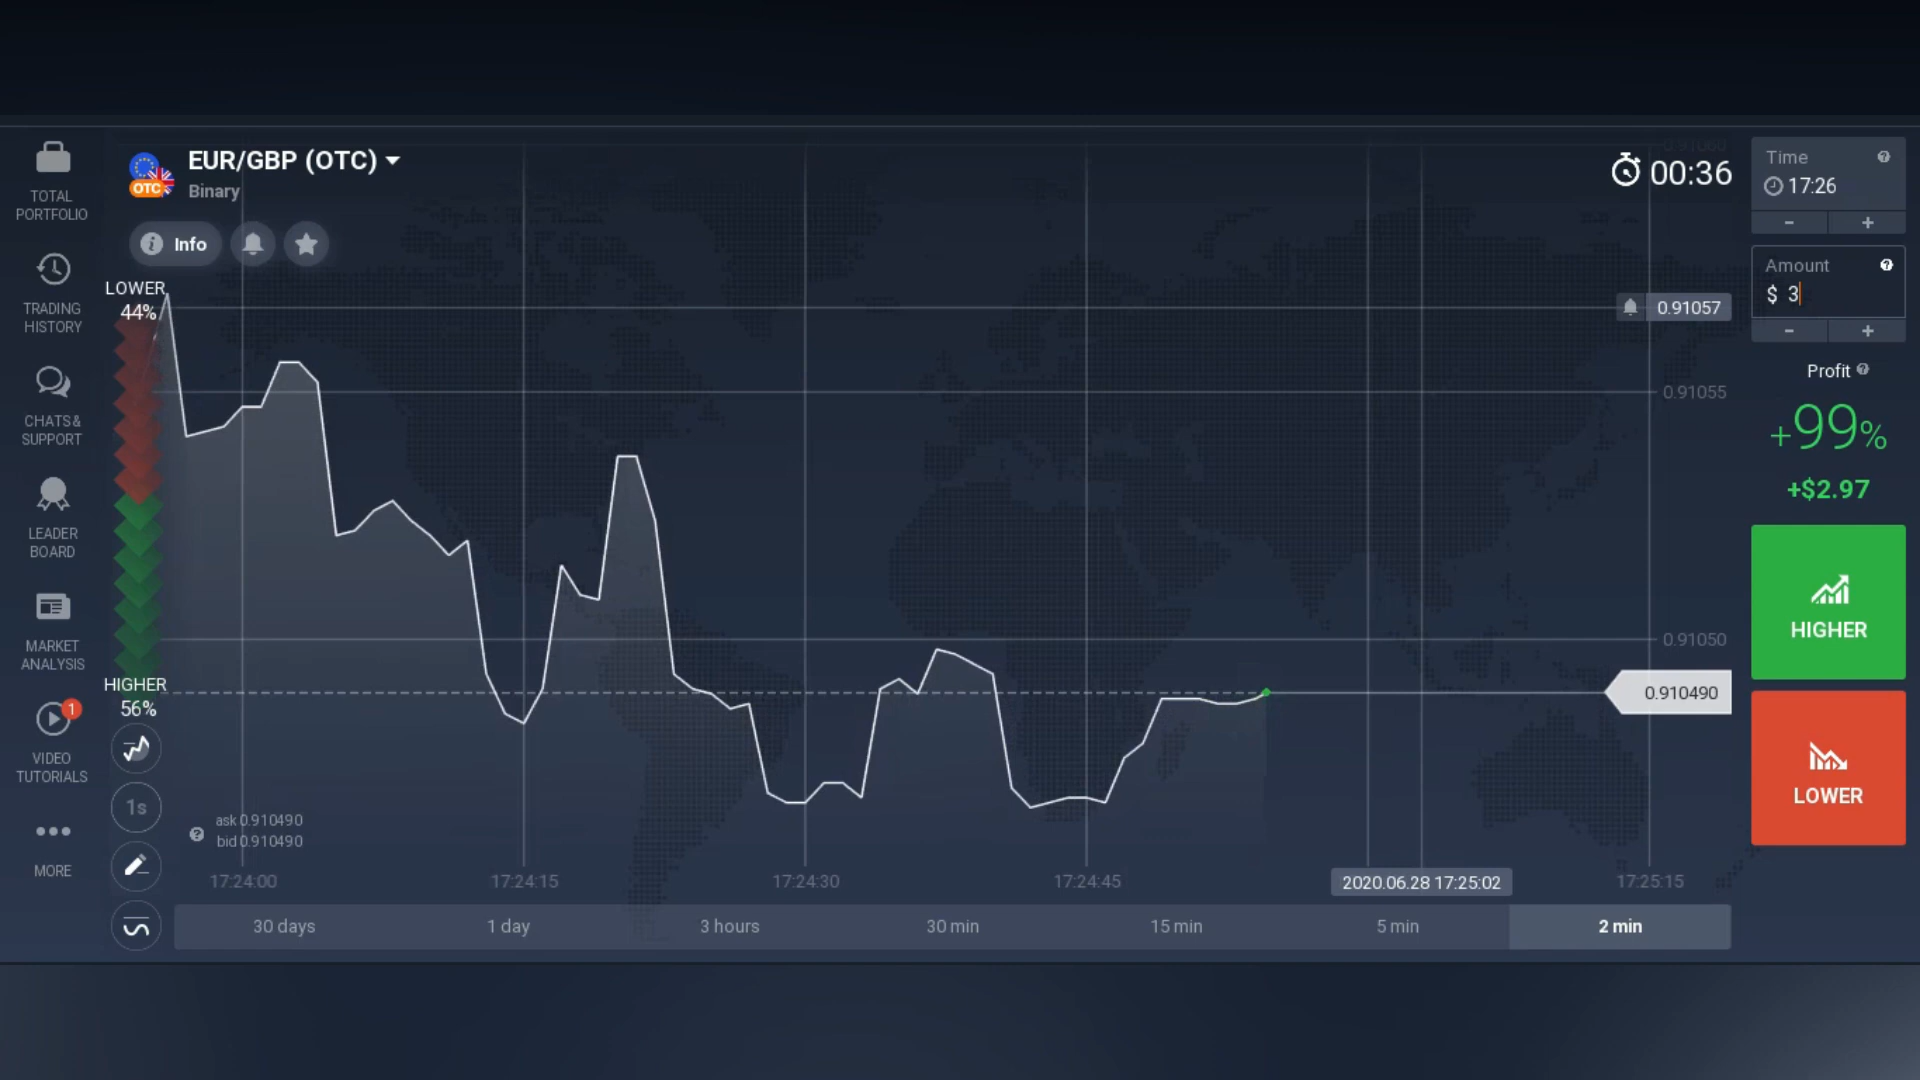 TOTAL
PORTFOLIO
TRADING
HISTORY
CHATS &
SUPPORT
LEADER
BOARD
MARKET
ANALYSIS
1
VIDEO
TUTORIALS
MORE
OTC
EUR/GBP (OTC)
Binary
Info
LOWER
44%
HIGHER
56%
1s
ask 0.910490
bid 0.910490
00:36
0.91060
0.91057
0.91055
0.91050
0.910490
17:24:00
17:24:15
17:24:30
17:24:45
2020.06.28 17:25:02
17:25:15
30 days
1 day
3 hours
30 min
15 min
5 min
2 min
Time
17:26
- +
Amount
$ 3
- +
Profit
+99%
+$2.97
HIGHER
LOWER